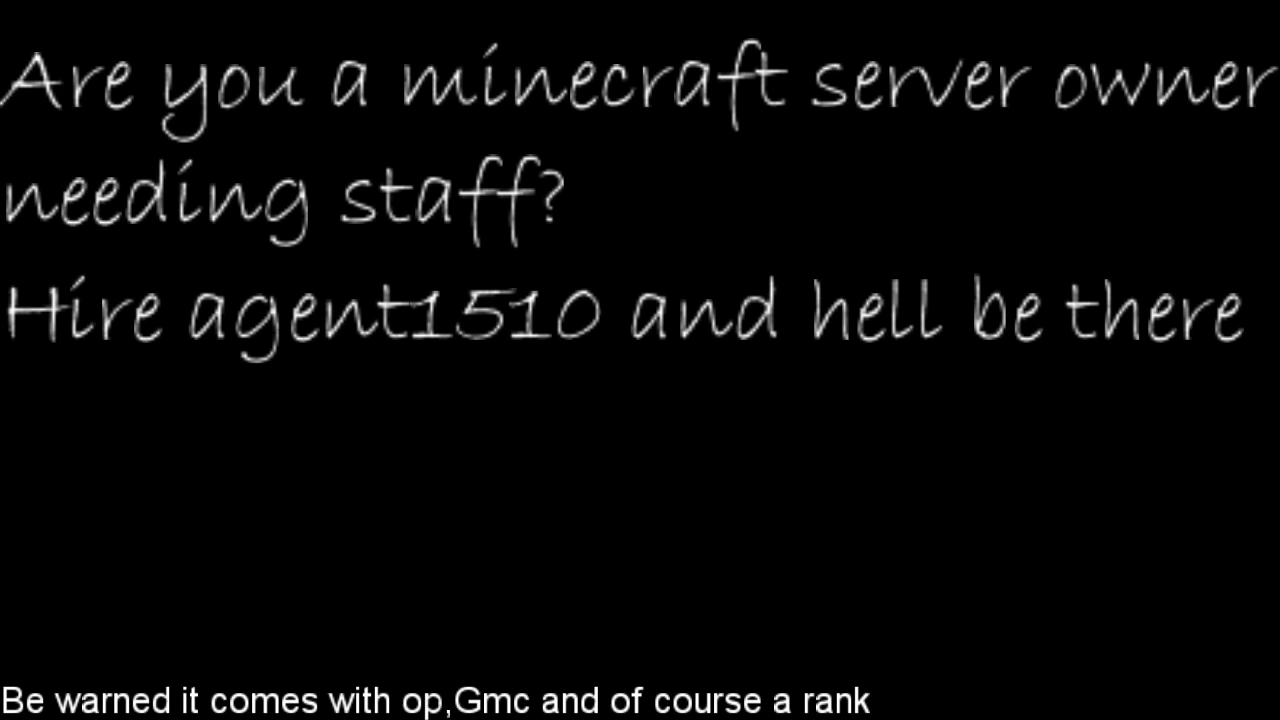 Are you a minecraft server owner
needing staff?
Hire agent1510 and hell be there
Be warned it comes with op,Gmc and of course a rank